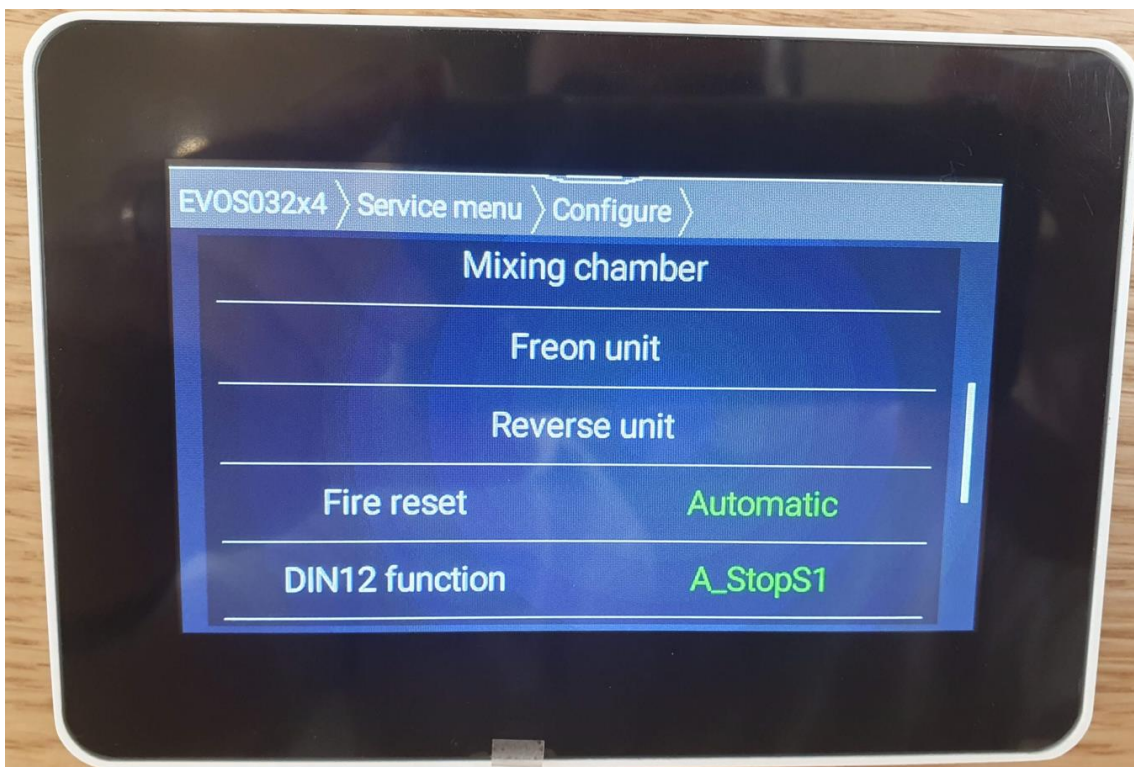 EVOS032x4 Service menu Configure
Mixing chamber
Freon unit
Reverse unit
Fire reset Automatic
DIN12 function A_StopS1